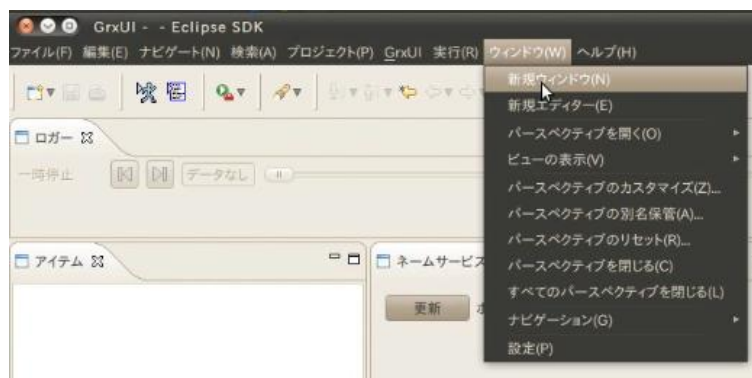 GrxUI - - Eclipse SDK
ファイル(F) 編集(E) ナビゲート(N) 検索(A) プロジェクト(P) GrxUI 実行(R) ウィンドウ(W) ヘルプ(H)
新規ウィンドウ(N)
新規エディター(E)
パースペクティブを開く(O)
ビューの表示(V)
パースペクティブのカスタマイズ(Z)...
パースペクティブの別名保管(A)...
パースペクティブのリセット(R)...
パースペクティブを閉じる(C)
すべてのパースペクティブを閉じる(L)
ナビゲーション(G)
設定(P)
ロガー
一時停止 データなし
アイテム
ネームサービス
更新